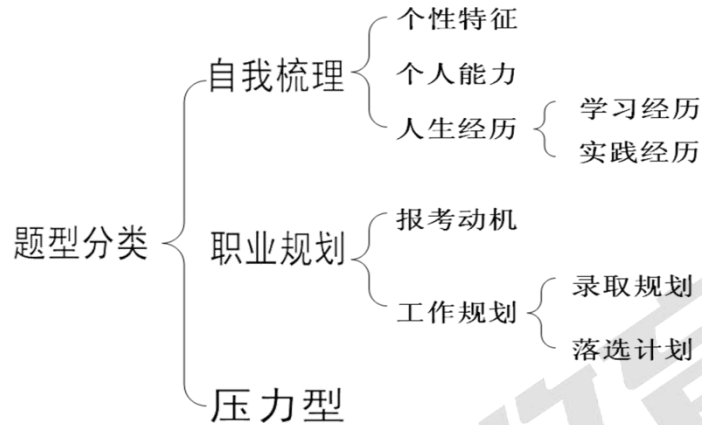 题型分类
自我梳理
个性特征
个人能力
人生经历
学习经历
实践经历
职业规划
报考动机
工作规划
录取规划
落选计划
压力型